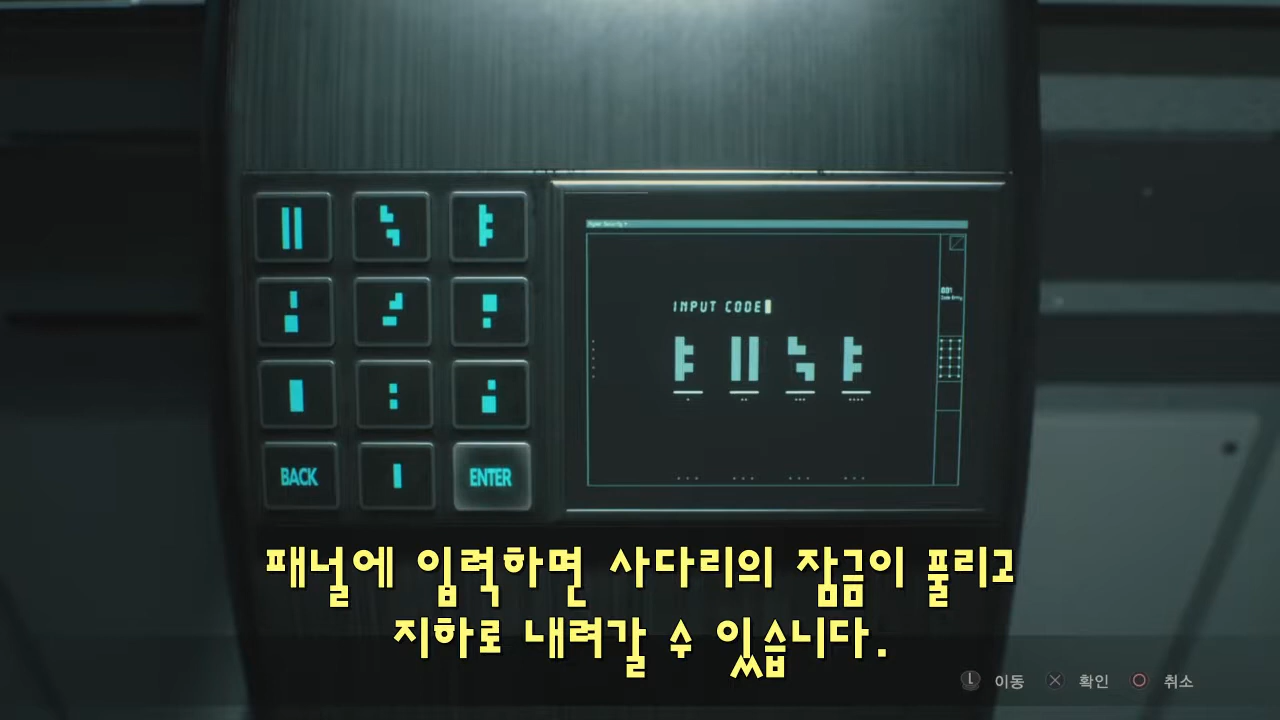 INPUT CODE
BACK
ENTER
패널에 입력하면 사다리의 잠금이 풀리고
지하로 내려갈 수 있습니다.
L 이동 확인 취소